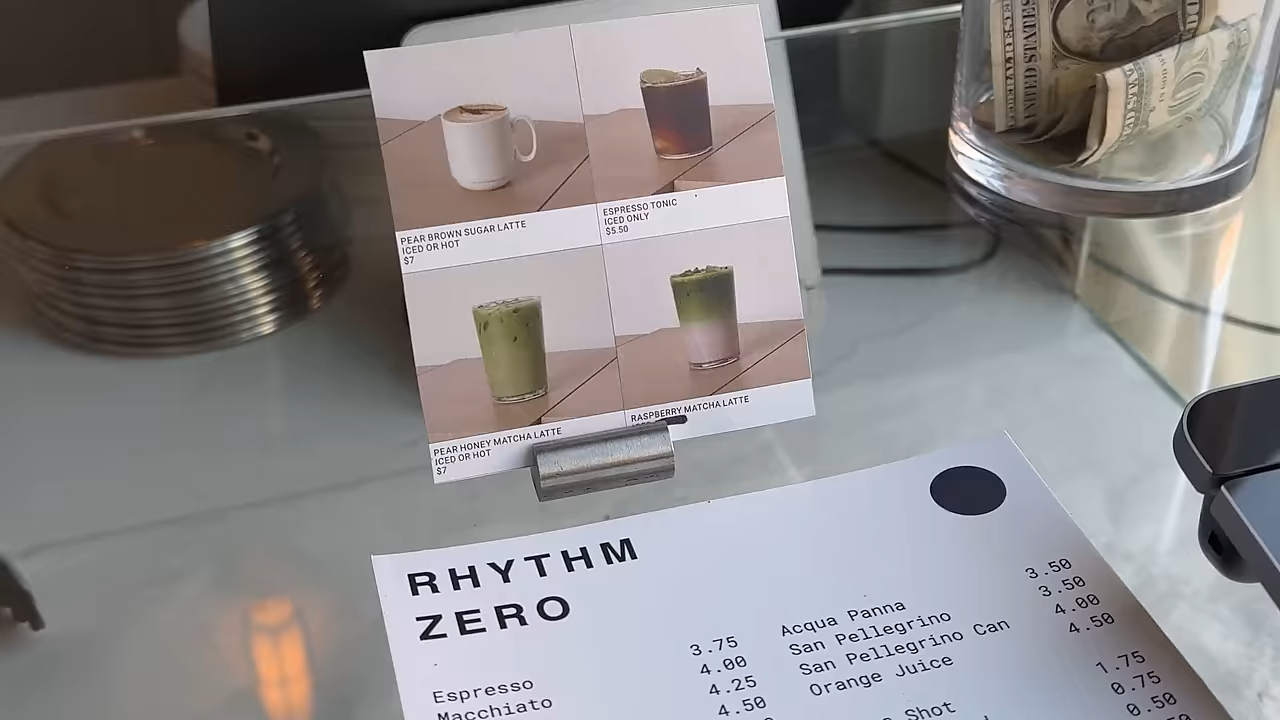 PEAR BROWN SUGAR LATTE
ICED OR HOT
$7
ESPRESSO TONIC
ICED ONLY
$5.50
PEAR HONEY MATCHA LATTE
ICED OR HOT
$7
RASPBERRY MATCHA LATTE
RHYTHM
ZERO
Espresso 3.75
Macchiato 4.00
4.25
4.50
Acqua Panna 3.50
San Pellegrino 3.50
San Pellegrino Can 4.00
Orange Juice 4.50
Shot 1.75
0.75
0.50